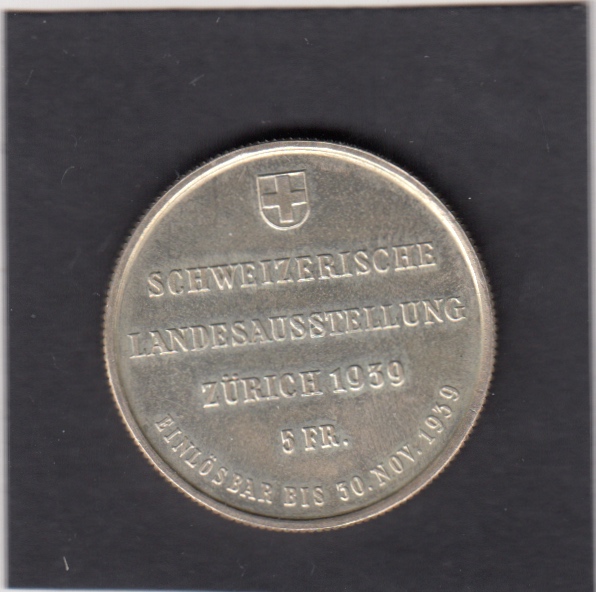 SCHWEIZERISCHE
LANDESAUSSTELLUNG
ZÜRICH 1939
5 FR.
EINLÖSBAR BIS 30. NOV. 1939